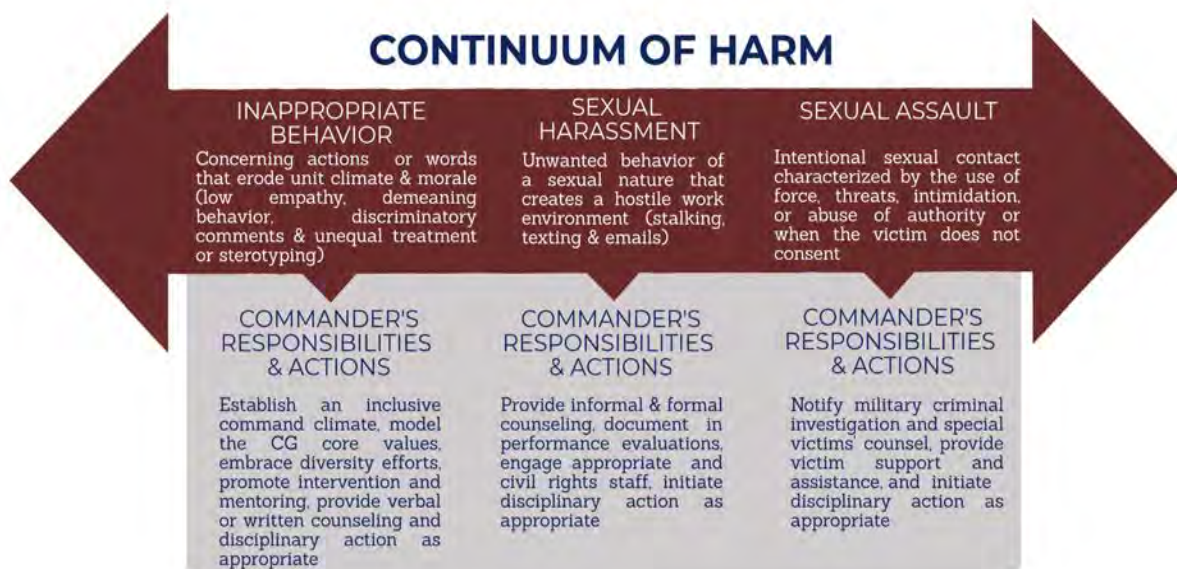 CONTINUUM OF HARM
INAPPROPRIATE
BEHAVIOR
Concerning actions or words
that erode unit climate & morale
(low empathy, demeaning
behavior, discriminatory
comments & unequal treatment
or sterotyping)
SEXUAL
HARASSMENT
Unwanted behavior of
a sexual nature that
creates a hostile work
environment (stalking,
texting & emails)
SEXUAL ASSAULT
Intentional sexual contact
characterized by the use of
force, threats, intimidation,
or abuse of authority or
when the victim does not
consent
COMMANDER'S
RESPONSIBILITIES
& ACTIONS
Establish an inclusive
command climate, model
the CG core values,
embrace diversity efforts,
promote intervention and
mentoring, provide verbal
or written counseling and
disciplinary action as
appropriate
COMMANDER'S
RESPONSIBILITIES
& ACTIONS
Provide informal & formal
counseling, document in
performance evaluations,
engage appropriate and
civil rights staff, initiate
disciplinary action as
appropriate
COMMANDER'S
RESPONSIBILITIES
& ACTIONS
Notify military criminal
investigation and special
victims' counsel, provide
victim support and
assistance, and initiate
disciplinary action as
appropriate